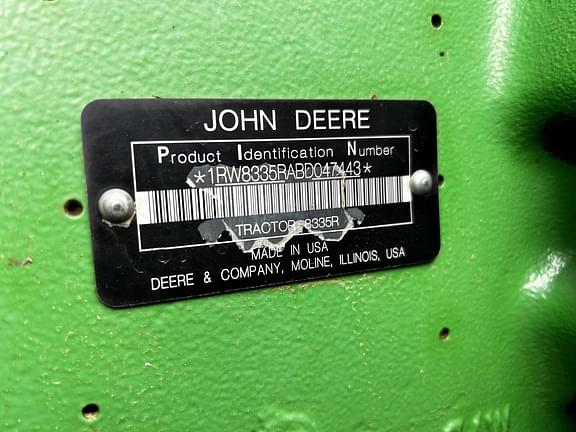 JOHN DEERE
Product Identification Number
*1RW8335RABD047443*
TRACTOR 8335R
MADE IN USA
DEERE & COMPANY, MOLINE, ILLINOIS, USA